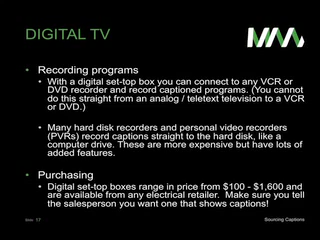 DIGITAL TV
• Recording programs
• With a digital set-top box you can connect to any VCR or
DVD recorder and record captioned programs. (You cannot
do this straight from an analog / teletext television to a VCR
or DVD.)
• Many hard disk recorders and personal video recorders
(PVRs) record captions straight to the hard disk, like a
computer drive. These are more expensive but have lots of
added features.
• Purchasing
• Digital set-top boxes range in price from $100 - $1,600 and
are available from any electrical retailer. Make sure you tell
the salesperson you want one that shows captions!
Slide 17
Sourcing Captions